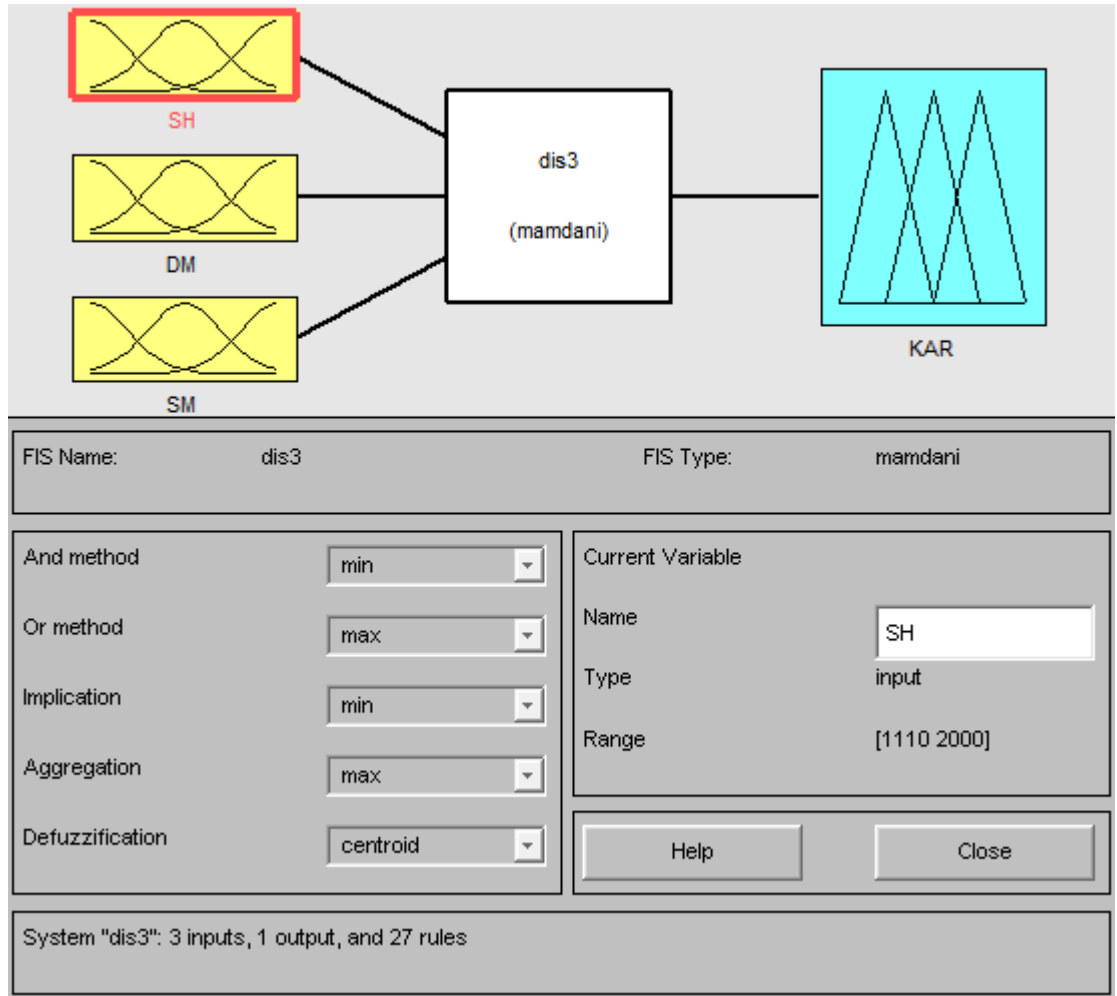 SH
DM
SM
dis3
(mamdani)
KAR
FIS Name: dis3 FIS Type: mamdani
And method min
Or method max
Implication min
Aggregation max
Defuzzification centroid
Current Variable
Name SH
Type input
Range [1110 2000]
Help Close
System "dis3": 3 inputs, 1 output, and 27 rules